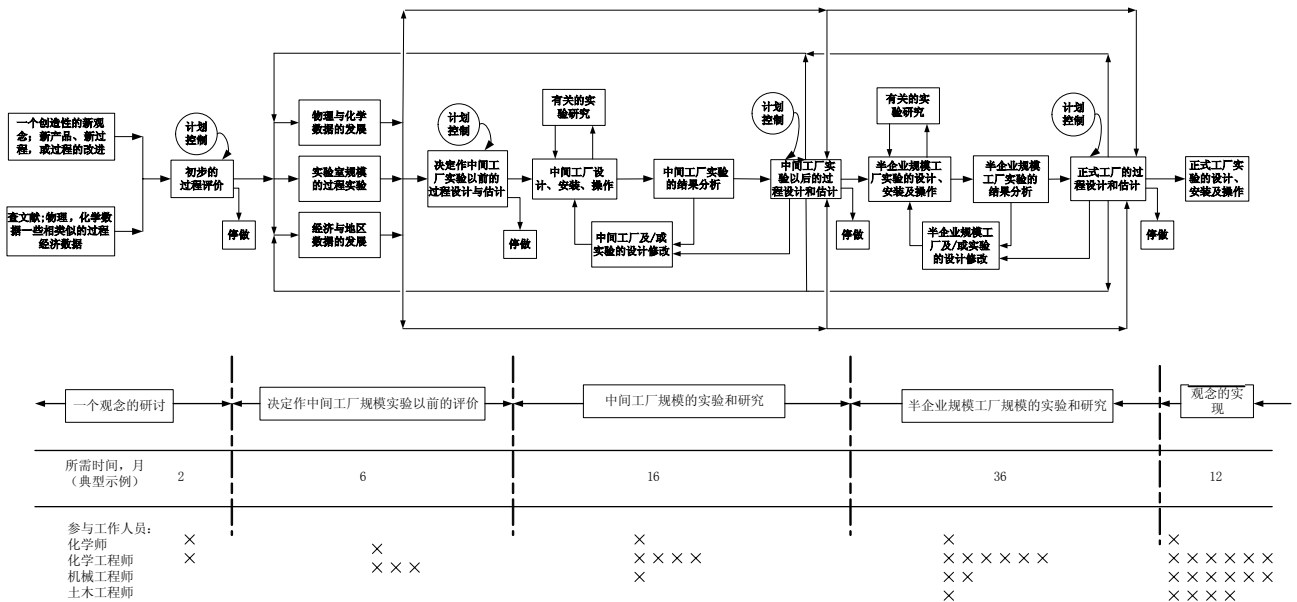 一个创造性的新观
念；新产品、新过
程，或过程的改进
查文献;物理，化学数
据一些相类似的过程
经济数据
计划
控制
初步的
过程评价
停做
物理与化学
数据的发展
实验室规模
的过程实验
经济与地区
数据的发展
计划
控制
决定作中间工
厂实验以前的
过程设计与估计
停做
有关的实
验研究
中间工厂设
计、安装、操作
中间工厂实验
的结果分析
中间工厂及/或
实验的设计修改
计划
控制
中间工厂实验
以后的过程
设计和估计
停做
有关的实
验研究
半企业规模工
厂实验的设计、
安装及操作
半企业规模
工厂实验的
结果分析
半企业规模工
厂及/或实验
的设计修改
计划
控制
正式工厂的过
程设计和估计
停做
正式工厂实
验的设计、
安装及操作
一个观念的研讨
决定作中间工厂规模实验以前的评价
中间工厂规模的实验和研究
半企业规模工厂规模的实验和研究
观念的实
现
所需时间，月
（典型示例）
2
6
16
36
12
参与工作人员：
化学师
× × × × ×
化学工程师
× ××× ×××× ×××××× ××××××
机械工程师
× ×× ××××××
土木工程师
× ××××